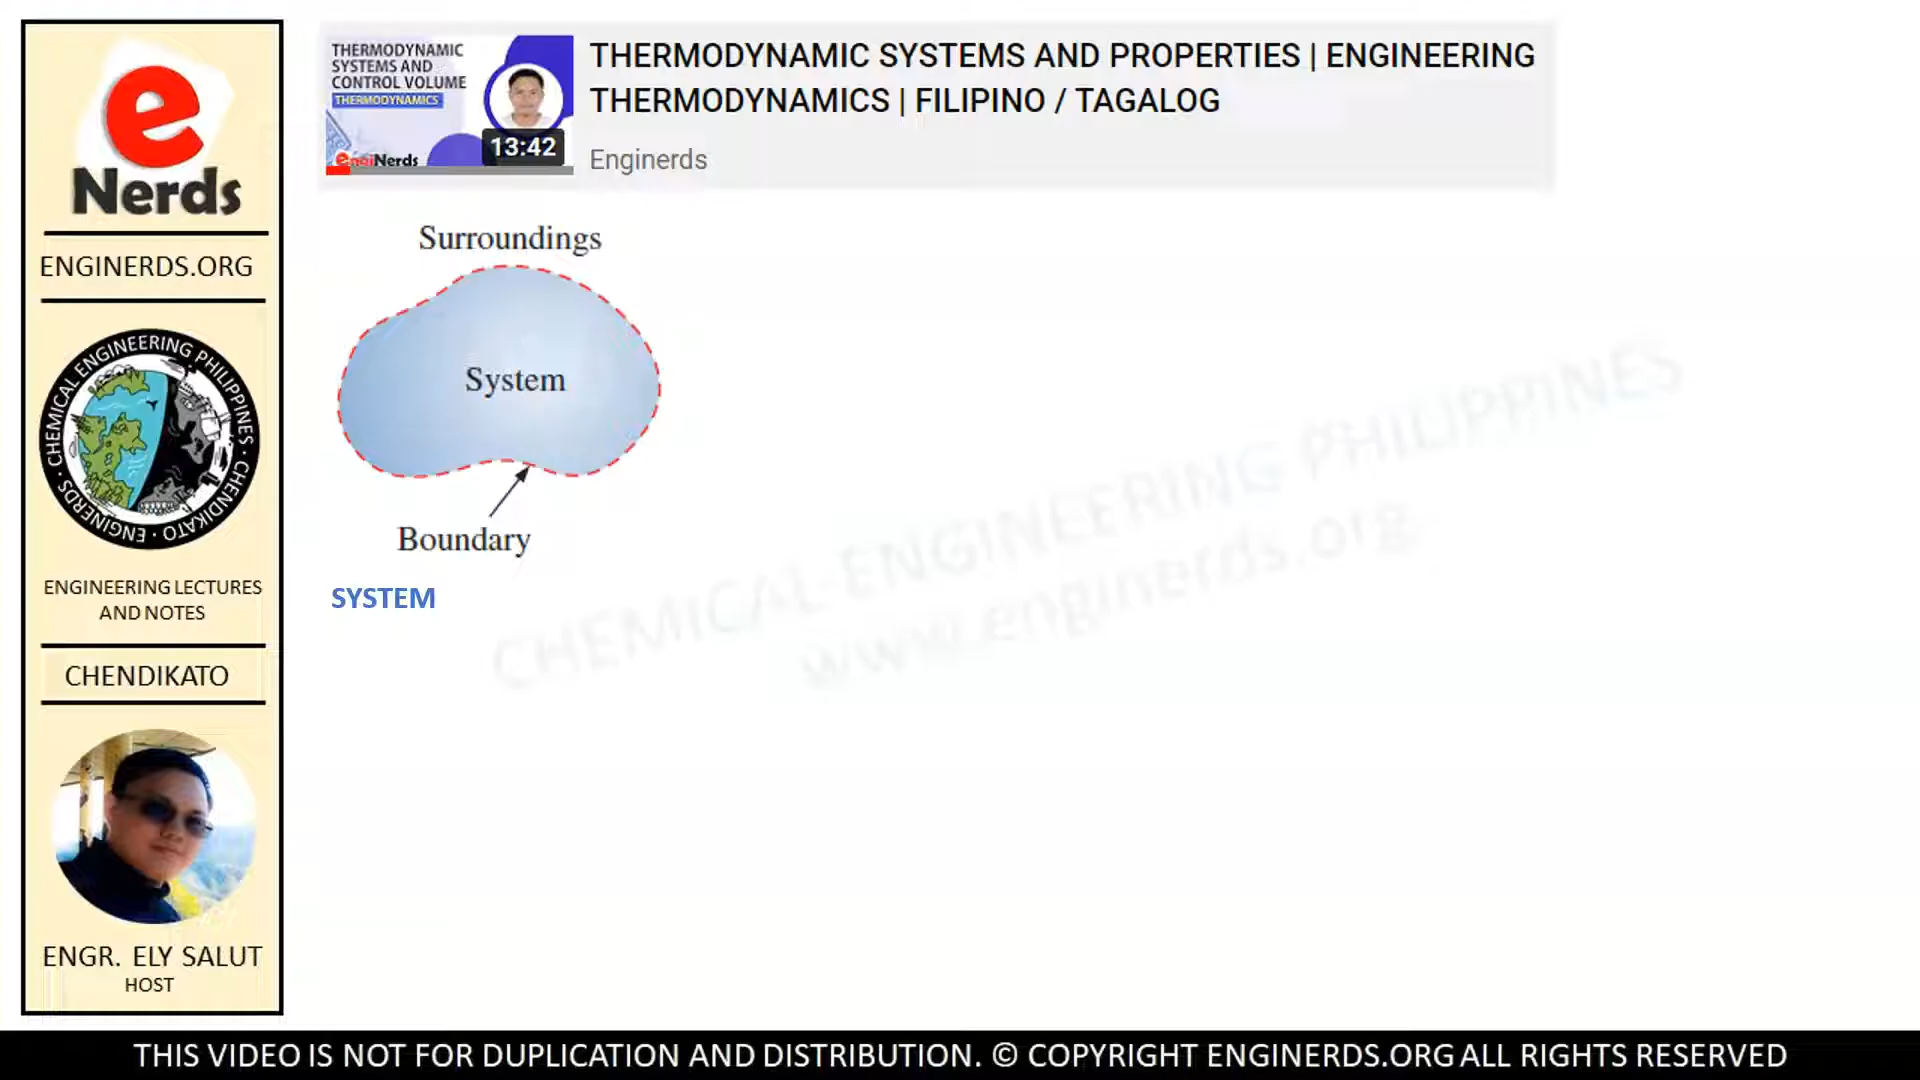 e
Nerds
ENGINERDS.ORG
CHEMICAL ENGINEERING PHILIPPINES · CHENDIKATO · ENGINERDS ·
ENGINEERING LECTURES
AND NOTES
CHENDIKATO
ENGR. ELY SALUT
HOST
THERMODYNAMIC
SYSTEMS AND
CONTROL VOLUME
THERMODYNAMICS
engiNerds
13:42
THERMODYNAMIC SYSTEMS AND PROPERTIES | ENGINEERING
THERMODYNAMICS | FILIPINO / TAGALOG
Enginerds
Surroundings
System
Boundary
SYSTEM
CHEMICAL ENGINEERING PHILIPPINES
www.enginerds.org
THIS VIDEO IS NOT FOR DUPLICATION AND DISTRIBUTION. © COPYRIGHT ENGINERDS.ORG ALL RIGHTS RESERVED